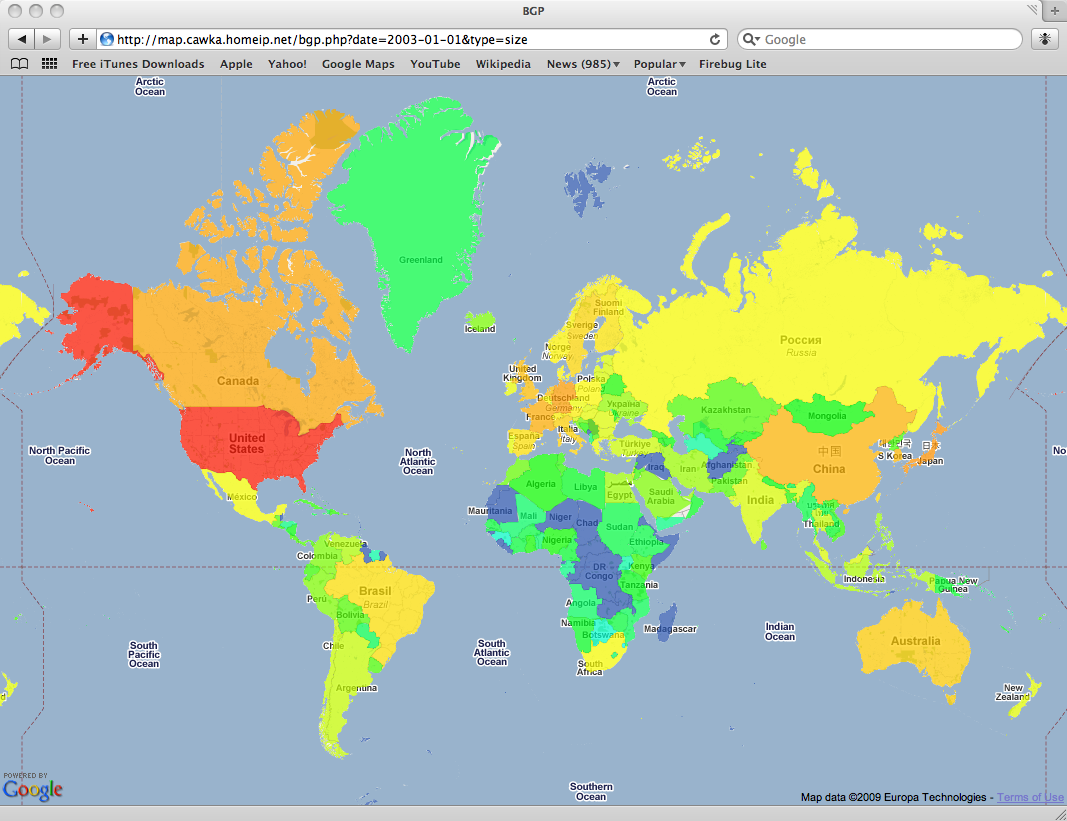 BGP
http://map.cawka.homeip.net/bgp.php?date=2003-01-01&type=size
Google
Free iTunes Downloads Apple Yahoo! Google Maps YouTube Wikipedia News (985) Popular Firebug Lite
Arctic
Ocean
Arctic
Ocean
Greenland
Iceland
Suomi
Finland
Sverige
Sweden
Norge
Norway
Россия
Russia
United
Kingdom
Polska
Poland
Canada
Deutschland
Germany
Україна
Ukraine
Kazakhstan
Mongolia
France
Italia
Italy
España
Spain
Türkiye
Turkey
United
States
North Pacific
Ocean
North
Atlantic
Ocean
中国
China
대한민국
S Korea
日本
Japan
No
Iraq
Iran
Afghanistan
Pakistan
Algeria
Libya
Egypt
Saudi
Arabia
India
México
Mauritania
Mali
Niger
Chad
Sudan
Thailand
Nigeria
Ethiopia
Venezuela
Colombia
DR
Congo
Kenya
Tanzania
Indonesia
Papua New
Guinea
Brasil
Brazil
Perú
Bolivia
Angola
Namibia
Botswana
Madagascar
Indian
Ocean
Australia
South
Pacific
Ocean
Chile
South
Atlantic
Ocean
South
Africa
Argentina
New
Zealand
d
POWERED BY
Google
Southern
Ocean
Map data ©2009 Europa Technologies - Terms of Use